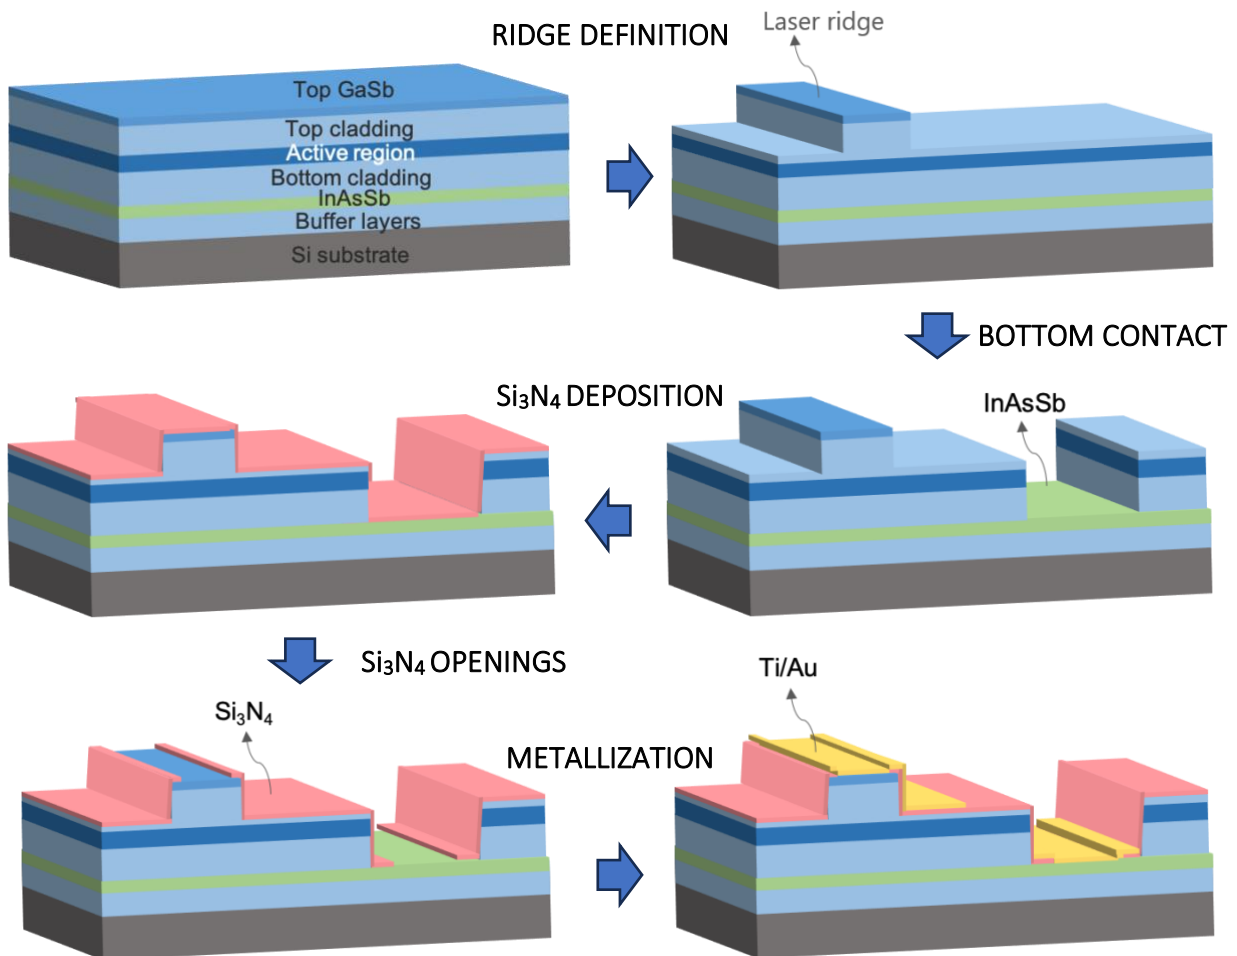 RIDGE DEFINITION
Laser ridge
Top GaSb
Top cladding
Active region
Bottom cladding
InAsSb
Buffer layers
Si substrate
BOTTOM CONTACT
Si₃N₄ DEPOSITION
InAsSb
Si₃N₄ OPENINGS
Si₃N₄
Ti/Au
METALLIZATION